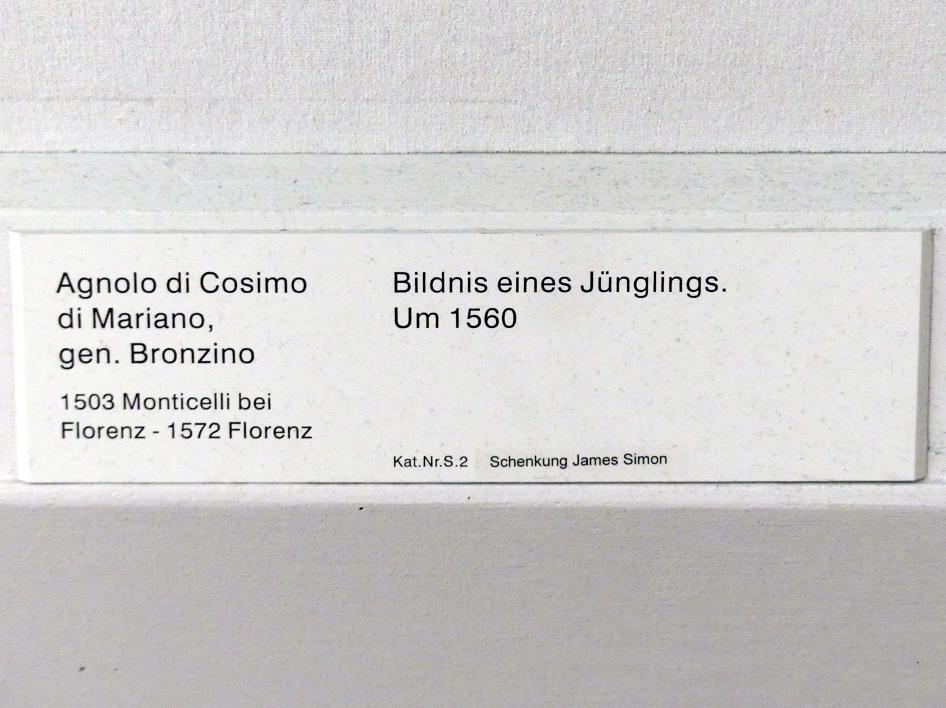 Agnolo di Cosimo
di Mariano,
gen. Bronzino
1503 Monticelli bei
Florenz - 1572 Florenz
Bildnis eines Jünglings.
Um 1560
Kat.Nr.S.2 Schenkung James Simon